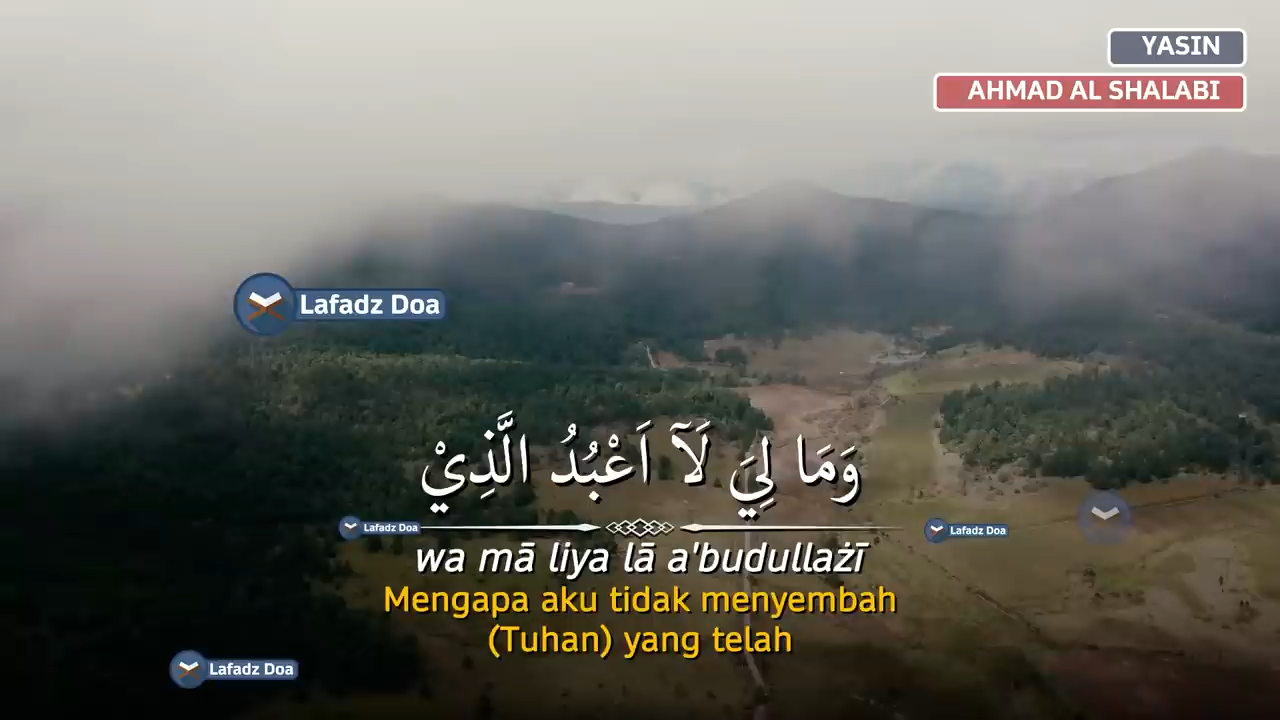 YASIN
AHMAD AL SHALABI
Lafadz Doa
وَمَا لِيَ لَآ اَعْبُدُ الَّذِيْ
Lafadz Doa
Lafadz Doa
wa mā liya lā a'budullażī
Mengapa aku tidak menyembah
(Tuhan) yang telah
Lafadz Doa